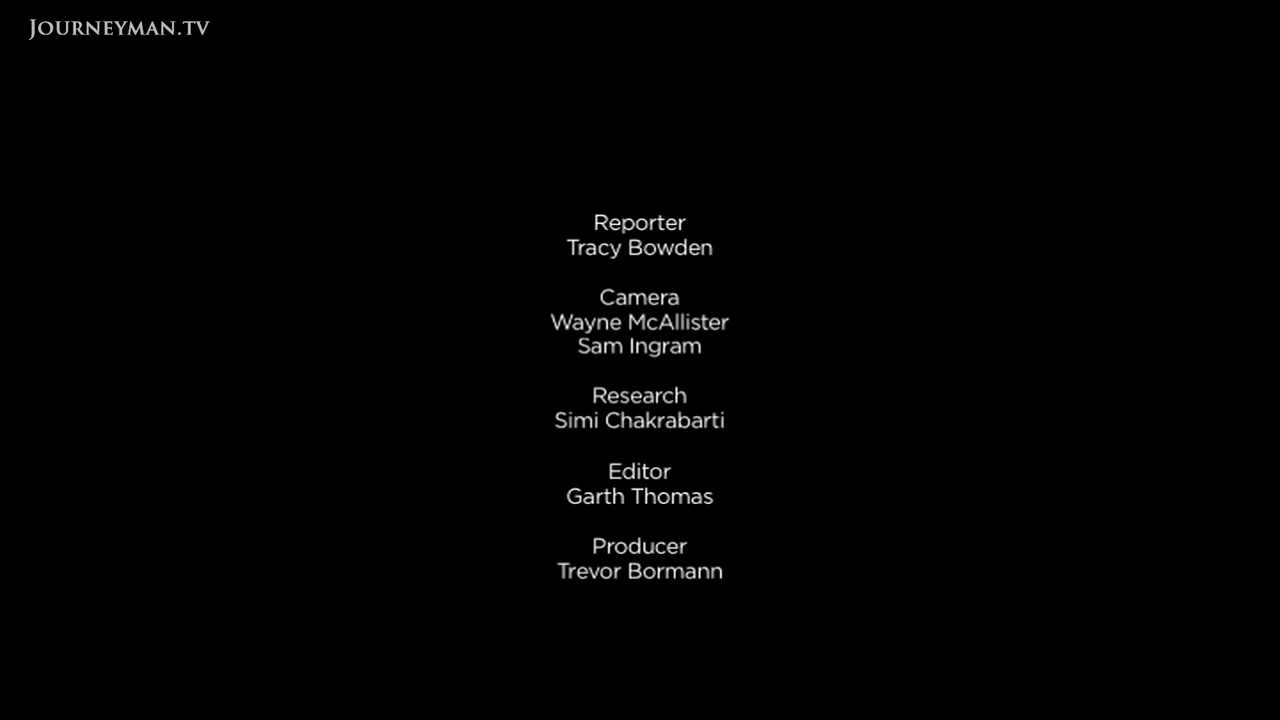 JOURNEYMAN.TV
Reporter
Tracy Bowden
Camera
Wayne McAllister
Sam Ingram
Research
Simi Chakrabarti
Editor
Garth Thomas
Producer
Trevor Bormann